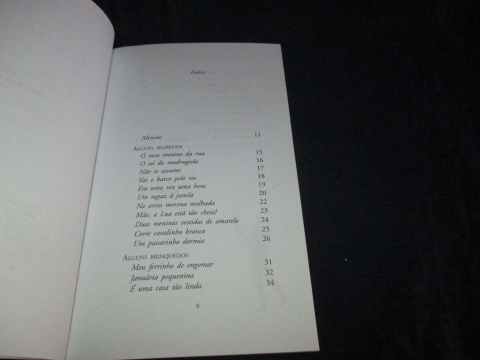 Índice
Menino 11
ALGUNS SEGREDOS
O meu menino da rua 15
O sol da madrugada 16
Não te assustes 17
Vai o barco pelo rio 18
Era uma vez uma hera 19
Um rapaz à janela 20
Na areia morena molhada 22
Mãe, a Lua está tão cheia! 23
Duas meninas vestidas de amarelo 24
Corre cavalinho branco 25
Um passarinho dormia 26
ALGUNS BRINQUEDOS
Meu ferrinho de engomar 31
Januária pequenina 32
É uma casa tão linda 34
9